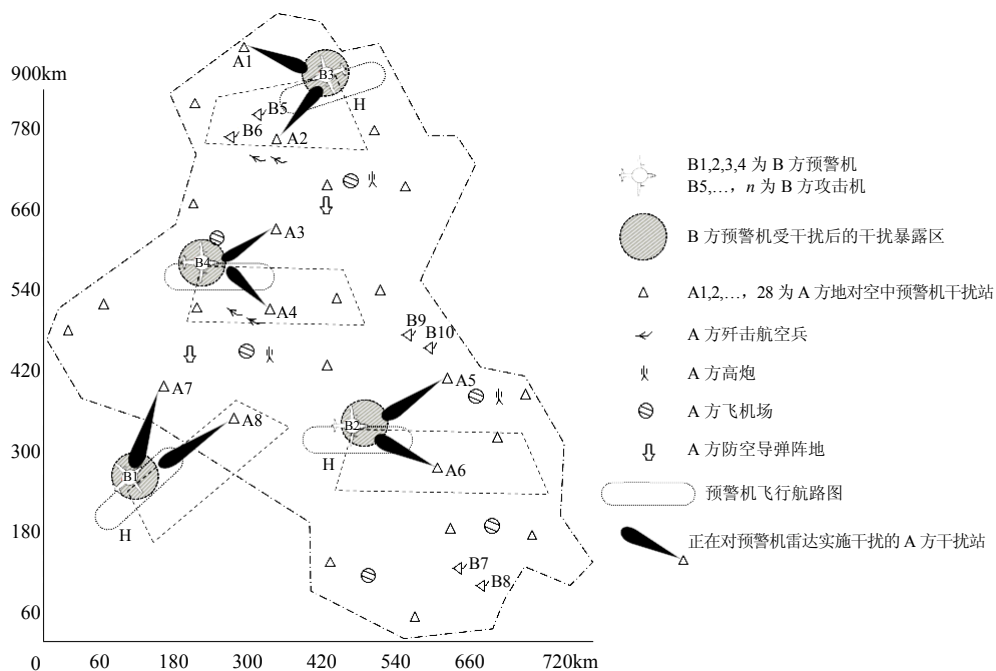 900km
780
660
540
420
300
180
60
0
60
180
300
420
540
660
720km
A1
B3
H
B5
B6
A2
A3
B4
A4
B9
B10
A5
A7
A8
B2
H
A6
B1
H
B7
B8
B1,2,3,4 为 B 方预警机
B5,…，n 为 B 方攻击机
B 方预警机受干扰后的干扰暴露区
A1,2,…，28 为 A 方地对空中预警机干扰站
A 方歼击航空兵
A 方高炮
A 方飞机场
A 方防空导弹阵地
预警机飞行航路图
正在对预警机雷达实施干扰的 A 方干扰站